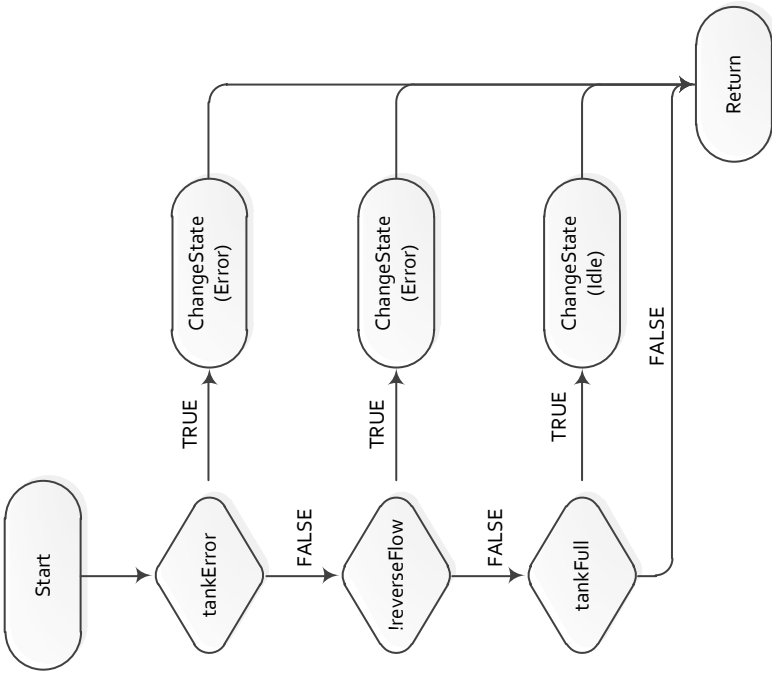 Start
tankError
TRUE
ChangeState
(Error)
FALSE
!reverseFlow
TRUE
ChangeState
(Error)
FALSE
tankFull
TRUE
ChangeState
(Idle)
FALSE
Return